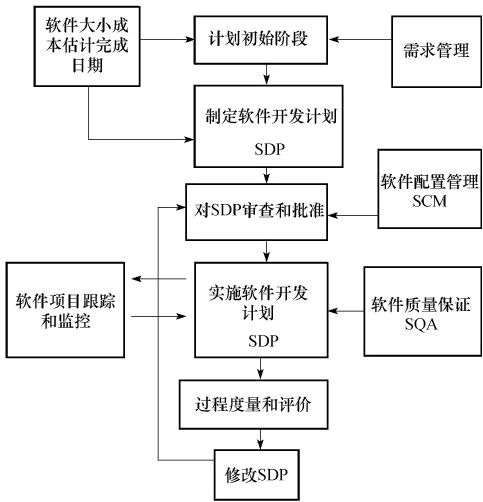 软件大小成
本估计完成
日期
计划初始阶段
需求管理
制定软件开发计划
SDP
软件配置管理
SCM
对SDP审查和批准
软件项目跟踪
和监控
实施软件开发
计划
SDP
软件质量保证
SQA
过程度量和评价
修改SDP